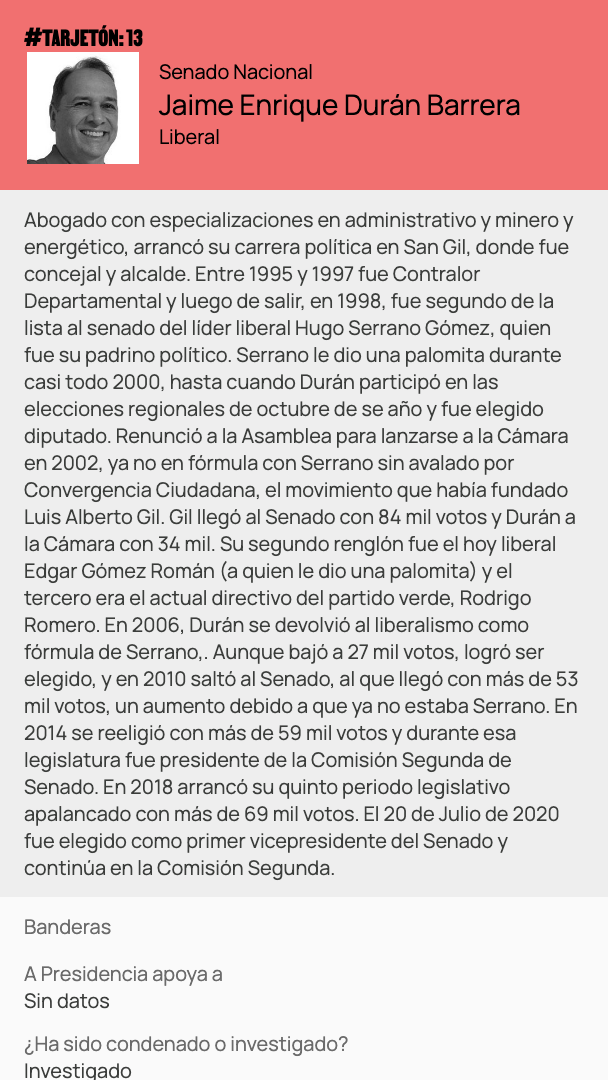 #TARJETÓN: 13
Senado Nacional
Jaime Enrique Durán Barrera
Liberal
Abogado con especializaciones en administrativo y minero y
energético, arrancó su carrera política en San Gil, donde fue
concejal y alcalde. Entre 1995 y 1997 fue Contralor
Departamental y luego de salir, en 1998, fue segundo de la
lista al senado del líder liberal Hugo Serrano Gómez, quien
fue su padrino político. Serrano le dio una palomita durante
casi todo 2000, hasta cuando Durán participó en las
elecciones regionales de octubre de se año y fue elegido
diputado. Renunció a la Asamblea para lanzarse a la Cámara
en 2002, ya no en fórmula con Serrano sin avalado por
Convergencia Ciudadana, el movimiento que había fundado
Luis Alberto Gil. Gil llegó al Senado con 84 mil votos y Durán a
la Cámara con 34 mil. Su segundo renglón fue el hoy liberal
Edgar Gómez Román (a quien le dio una palomita) y el
tercero era el actual directivo del partido verde, Rodrigo
Romero. En 2006, Durán se devolvió al liberalismo como
fórmula de Serrano,. Aunque bajó a 27 mil votos, logró ser
elegido, y en 2010 saltó al Senado, al que llegó con más de 53
mil votos, un aumento debido a que ya no estaba Serrano. En
2014 se reeligió con más de 59 mil votos y durante esa
legislatura fue presidente de la Comisión Segunda de
Senado. En 2018 arrancó su quinto periodo legislativo
apalancado con más de 69 mil votos. El 20 de Julio de 2020
fue elegido como primer vicepresidente del Senado y
continúa en la Comisión Segunda.
Banderas
A Presidencia apoya a
Sin datos
¿Ha sido condenado o investigado?
Investigado